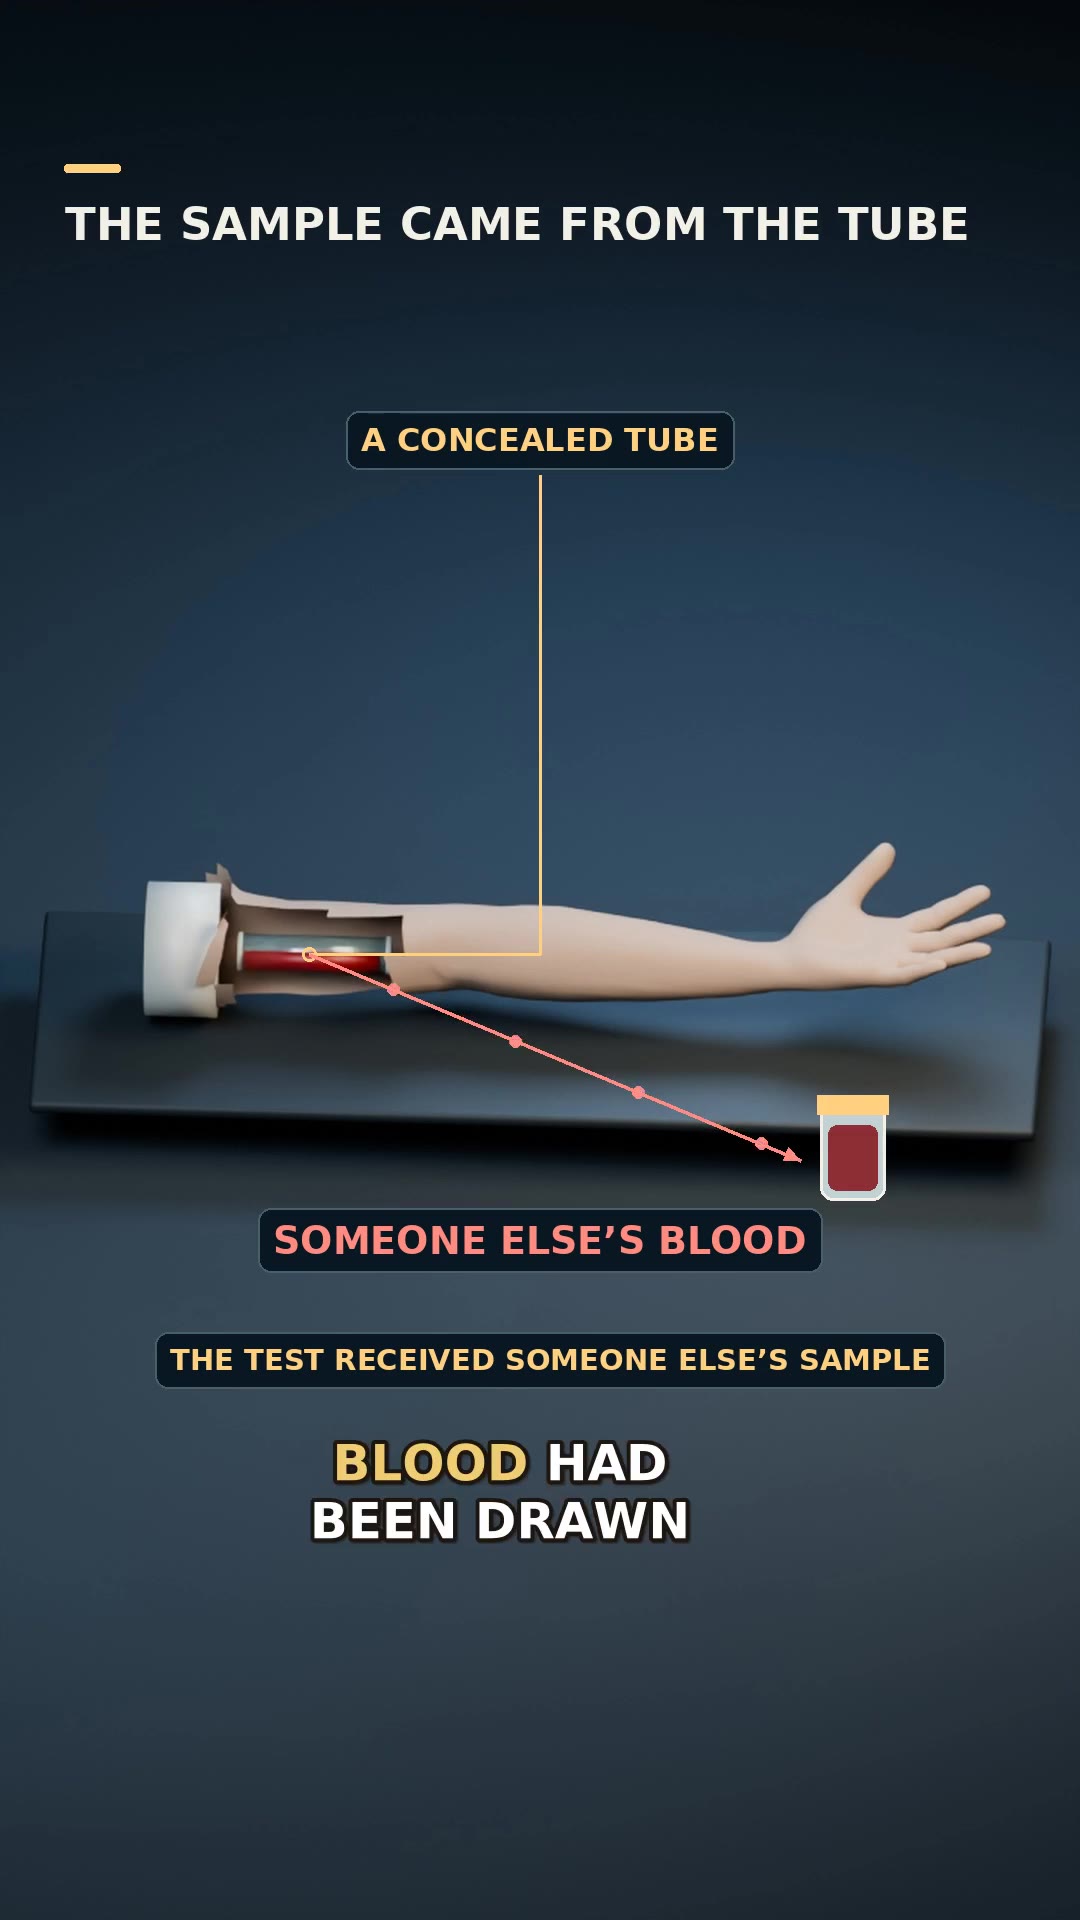 THE SAMPLE CAME FROM THE TUBE
A CONCEALED TUBE
SOMEONE ELSE’S BLOOD
THE TEST RECEIVED SOMEONE ELSE’S SAMPLE
BLOOD HAD
BEEN DRAWN